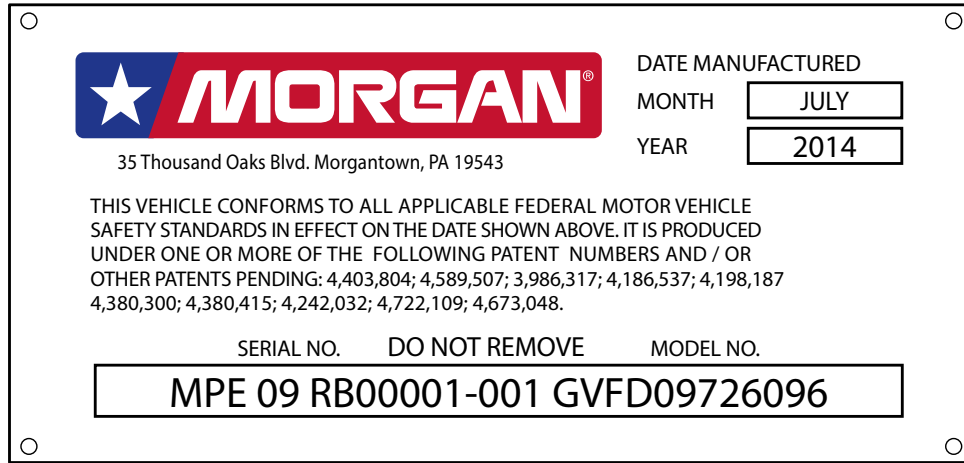 MORGAN®
35 Thousand Oaks Blvd. Morgantown, PA 19543
DATE MANUFACTURED
MONTH JULY
YEAR 2014
THIS VEHICLE CONFORMS TO ALL APPLICABLE FEDERAL MOTOR VEHICLE
SAFETY STANDARDS IN EFFECT ON THE DATE SHOWN ABOVE. IT IS PRODUCED
UNDER ONE OR MORE OF THE FOLLOWING PATENT NUMBERS AND / OR
OTHER PATENTS PENDING: 4,403,804; 4,589,507; 3,986,317; 4,186,537; 4,198,187
4,380,300; 4,380,415; 4,242,032; 4,722,109; 4,673,048.
SERIAL NO. DO NOT REMOVE MODEL NO.
MPE 09 RB00001-001 GVFD09726096